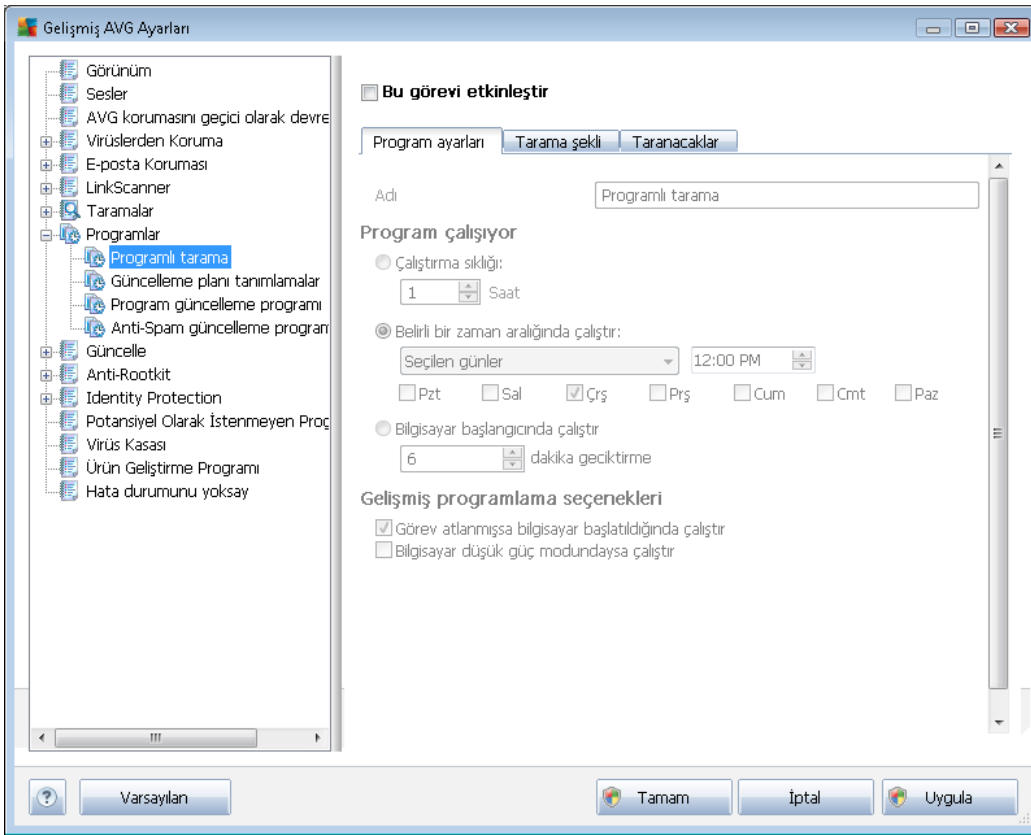 Gelişmiş AVG Ayarları
Görünüm
Sesler
AVG korumasını geçici olarak devre
Virüslerden Koruma
E-posta Koruması
LinkScanner
Taramalar
Programlar
Programlı tarama
Güncelleme planı tanımlamalar
Program güncelleme programı
Anti-Spam güncelleme program
Güncelle
Anti-Rootkit
Identity Protection
Potansiyel Olarak İstenmeyen Prog
Virüs Kasası
Ürün Geliştirme Programı
Hata durumunu yoksay
Bu görevi etkinleştir
Program ayarları Tarama şekli Taranacaklar
Adı Programlı tarama
Program çalışıyor
Çalıştırma sıklığı:
1 Saat
Belirli bir zaman aralığında çalıştır:
Seçilen günler 12:00 PM
Pzt Sal Çrş Prş Cum Cmt Paz
Bilgisayar başlangıcında çalıştır
6 dakika geciktirme
Gelişmiş programlama seçenekleri
Görev atlanmışsa bilgisayar başlatıldığında çalıştır
Bilgisayar düşük güç modundaysa çalıştır
? Varsayılan Tamam İptal Uygula